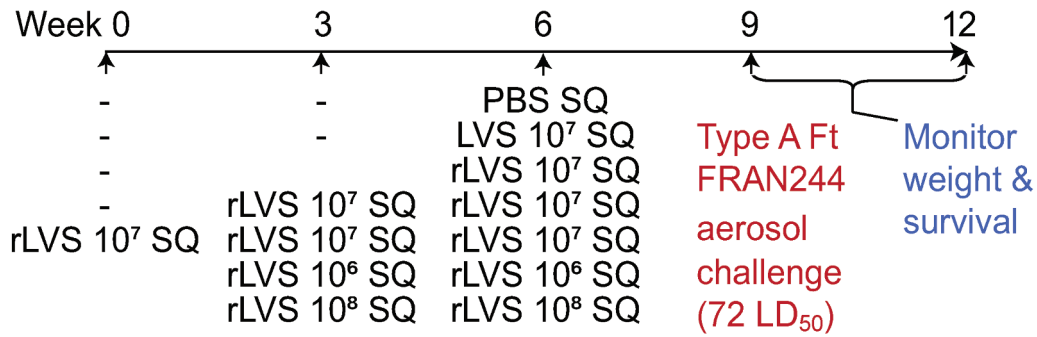 Week 0 3 6 9 12
- - PBS SQ
- - LVS 10⁷ SQ Type A Ft Monitor
- rLVS 10⁷ SQ FRAN244 weight &
- rLVS 10⁷ SQ rLVS 10⁷ SQ aerosol survival
rLVS 10⁷ SQ rLVS 10⁷ SQ rLVS 10⁷ SQ
rLVS 10⁶ SQ rLVS 10⁶ SQ challenge
rLVS 10⁸ SQ rLVS 10⁸ SQ (72 LD₅₀)